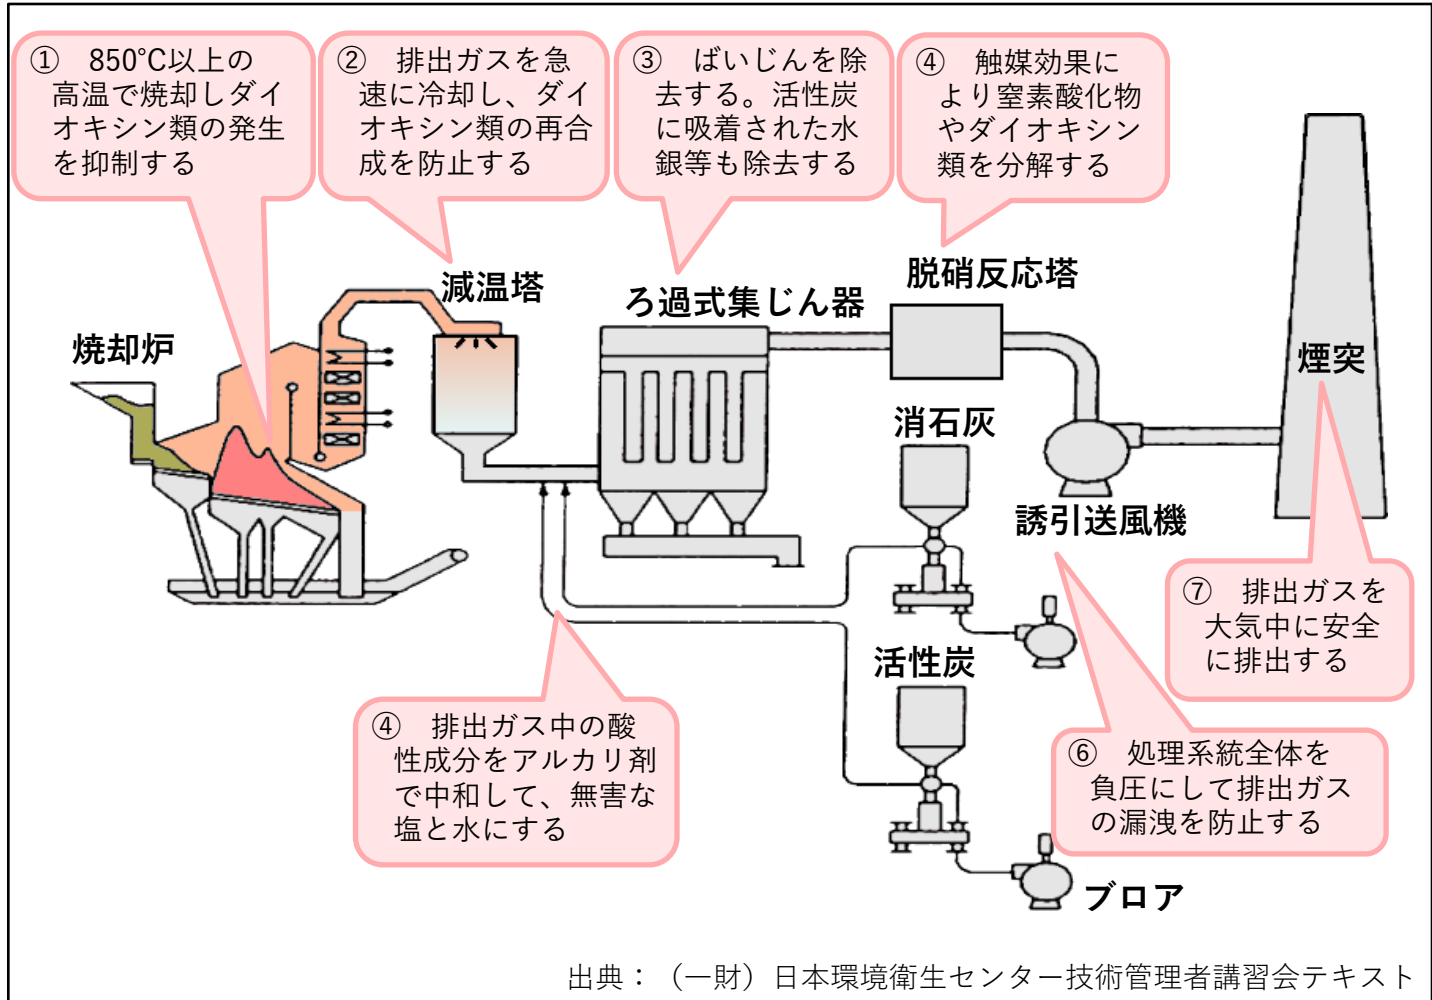 ①　850℃以上の
高温で焼却しダイ
オキシン類の発生
を抑制する
②　排出ガスを急
速に冷却し、ダイ
オキシン類の再合
成を防止する
③　ばいじんを除
去する。活性炭
に吸着された水
銀等も除去する
④　触媒効果に
より窒素酸化物
やダイオキシン
類を分解する
焼却炉
減温塔
ろ過式集じん器
脱硝反応塔
煙突
消石灰
誘引送風機
活性炭
ブロア
④　排出ガス中の酸
性成分をアルカリ剤
で中和して、無害な
塩と水にする
⑥　処理系統全体を
負圧にして排出ガス
の漏洩を防止する
⑦　排出ガスを
大気中に安全
に排出する
出典：（一財）日本環境衛生センター技術管理者講習会テキスト